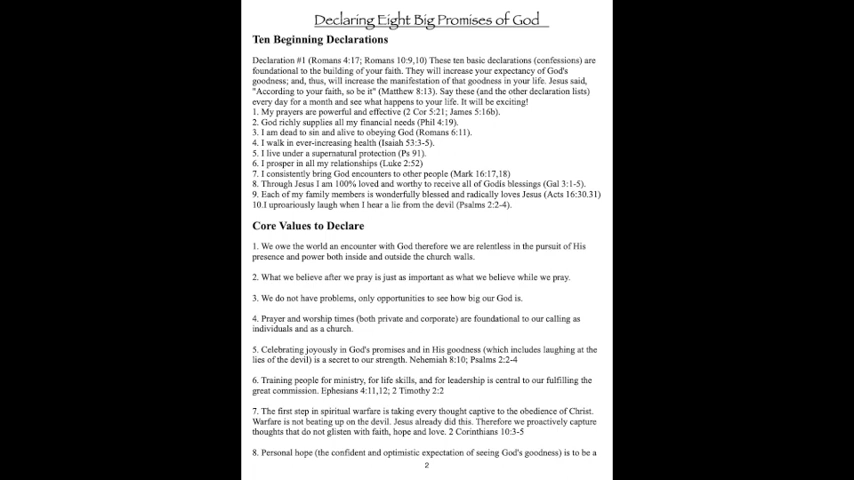 Declaring Eight Big Promises of God
Ten Beginning Declarations
Declaration #1 (Romans 4:17; Romans 10:9,10) These ten basic declarations (confessions) are
foundational to the building of your faith. They will increase your expectancy of God's
goodness; and, thus, will increase the manifestation of that goodness in your life. Jesus said,
"According to your faith, so be it" (Matthew 8:13). Say these (and the other declaration lists)
every day for a month and see what happens to your life. It will be exciting!
1. My prayers are powerful and effective (2 Cor 5:21; James 5:16b).
2. God richly supplies all my financial needs (Phil 4:19).
3. I am dead to sin and alive to obeying God (Romans 6:11).
4. I walk in ever-increasing health (Isaiah 53:3-5).
5. I live under a supernatural protection (Ps 91).
6. I prosper in all my relationships (Luke 2:52)
7. I consistently bring God encounters to other people (Mark 16:17,18)
8. Through Jesus I am 100% loved and worthy to receive all of Godís blessings (Gal 3:1-5).
9. Each of my family members is wonderfully blessed and radically loves Jesus (Acts 16:30.31)
10.I uproariously laugh when I hear a lie from the devil (Psalms 2:2-4).
Core Values to Declare
1. We owe the world an encounter with God therefore we are relentless in the pursuit of His
presence and power both inside and outside the church walls.
2. What we believe after we pray is just as important as what we believe while we pray.
3. We do not have problems, only opportunities to see how big our God is.
4. Prayer and worship times (both private and corporate) are foundational to our calling as
individuals and as a church.
5. Celebrating joyously in God's promises and in His goodness (which includes laughing at the
lies of the devil) is a secret to our strength. Nehemiah 8:10; Psalms 2:2-4
6. Training people for ministry, for life skills, and for leadership is central to our fulfilling the
great commission. Ephesians 4:11,12; 2 Timothy 2:2
7. The first step in spiritual warfare is taking every thought captive to the obedience of Christ.
Warfare is not beating up on the devil. Jesus already did this. Therefore we proactively capture
thoughts that do not glisten with faith, hope and love. 2 Corinthians 10:3-5
8. Personal hope (the confident and optimistic expectation of seeing God's goodness) is to be a
2